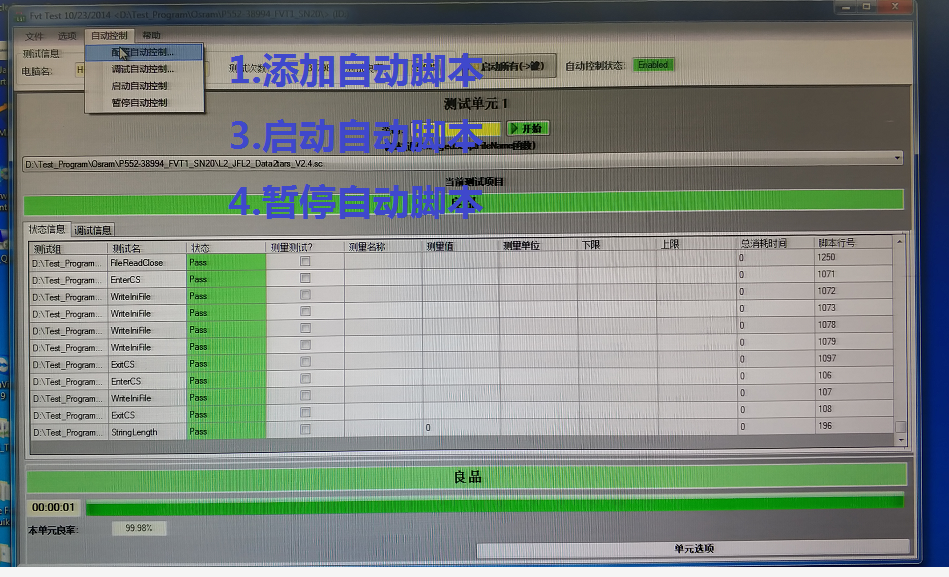 Fvt Test 10/23/2014 <D:\Test_Program\Osram\P552-38994_FVT1_SN20\>
文件 选项 自动控制 帮助
配置自动控制...
调试自动控制...
启动自动控制
暂停自动控制
测试信息
电脑名:
测试次数
启动所有(->键)
自动控制状态:
Enabled
1.添加自动脚本
3.启动自动脚本
4.暂停自动脚本
测试单元 1
开始
D:\Test_Program\Osram\P552-38994_FVT1_SN20\L2_JFL2_Data2lars_V2.4.sc
当前测试项目
状态信息 调试信息
测试组 测试名 状态 测量测试? 测量名称 测量值 测量单位 下限 上限 总消耗时间 脚本行号
D:\Test_Program... FileReadClose Pass 0 1250
D:\Test_Program... EnterCS Pass 0 1071
D:\Test_Program... WriteIniFile Pass 0 1072
D:\Test_Program... WriteIniFile Pass 0 1073
D:\Test_Program... WriteIniFile Pass 0 1078
D:\Test_Program... WriteIniFile Pass 0 1079
D:\Test_Program... ExitCS Pass 0 1097
D:\Test_Program... EnterCS Pass 0 106
D:\Test_Program... WriteIniFile Pass 0 107
D:\Test_Program... ExitCS Pass 0 108
D:\Test_Program... StringLength Pass 0 0 196
良品
00:00:01
本单元良率: 99.98%
单元选项